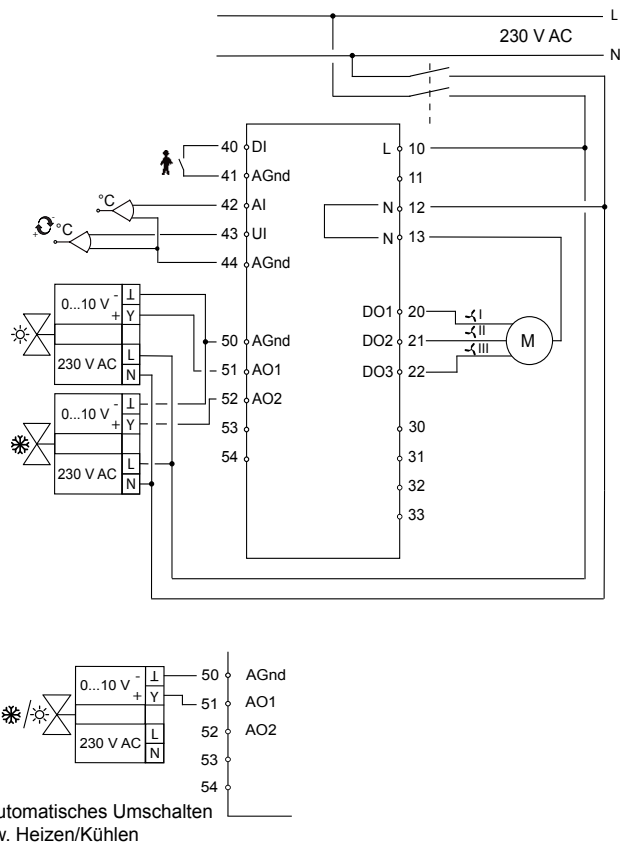 L
230 V AC
N
40 DI
L 10
41 AGnd
11
°C
42 AI
N 12
- + °C
43 UI
N 13
44 AGnd
0...10 V - ⊥
+ Y
DO1 20 I
50 AGnd
II
DO2 21 M
230 V AC L
51 AO1
III
N
DO3 22
0...10 V - ⊥
52 AO2
+ Y
53
30
230 V AC L
54
31
N
32
33
0...10 V - ⊥
50 AGnd
+ Y
51 AO1
230 V AC L
52 AO2
N
53
54
utomatisches Umschalten
w. Heizen/Kühlen